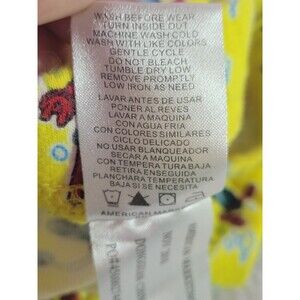 WASH BEFORE WEAR
TURN INSIDE OUT
MACHINE WASH COLD
WASH WITH LIKE COLORS
GENTLE CYCLE
DO NOT BLEACH
TUMBLE DRY LOW
REMOVE PROMPTLY
LOW IRON AS NEED
LAVAR ANTES DE USAR
PONER AL REVES
LAVAR A MAQUINA
CON AGUA FRIA
CON COLORES SIMILARES
CICLO DELICADO
NO USAR BLANQUEADOR
SECAR A MAQUINA
CON TEMPERATURA BAJA
RETIRA ENSEGUIDA
PLANCHARA TEMPERATURA
BAJA SI SE NECESITA
AMERICAN